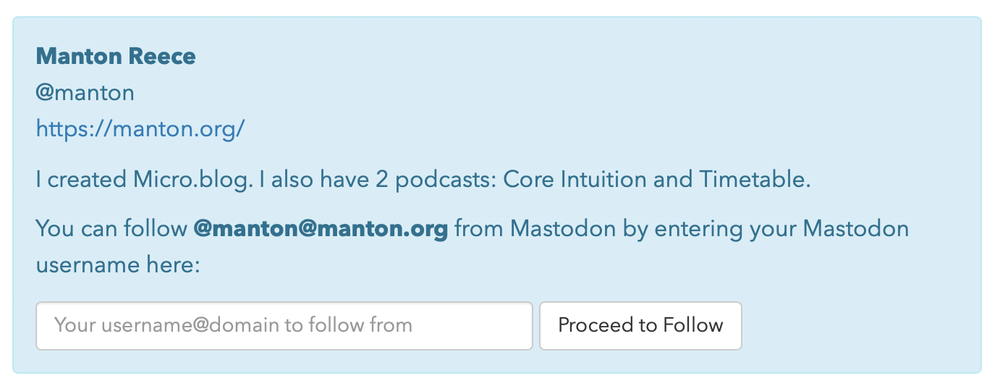 Manton Reece
@manton
https://manton.org/
I created Micro.blog. I also have 2 podcasts: Core Intuition and Timetable.
You can follow @manton@manton.org from Mastodon by entering your Mastodon
username here:
Your username@domain to follow from Proceed to Follow